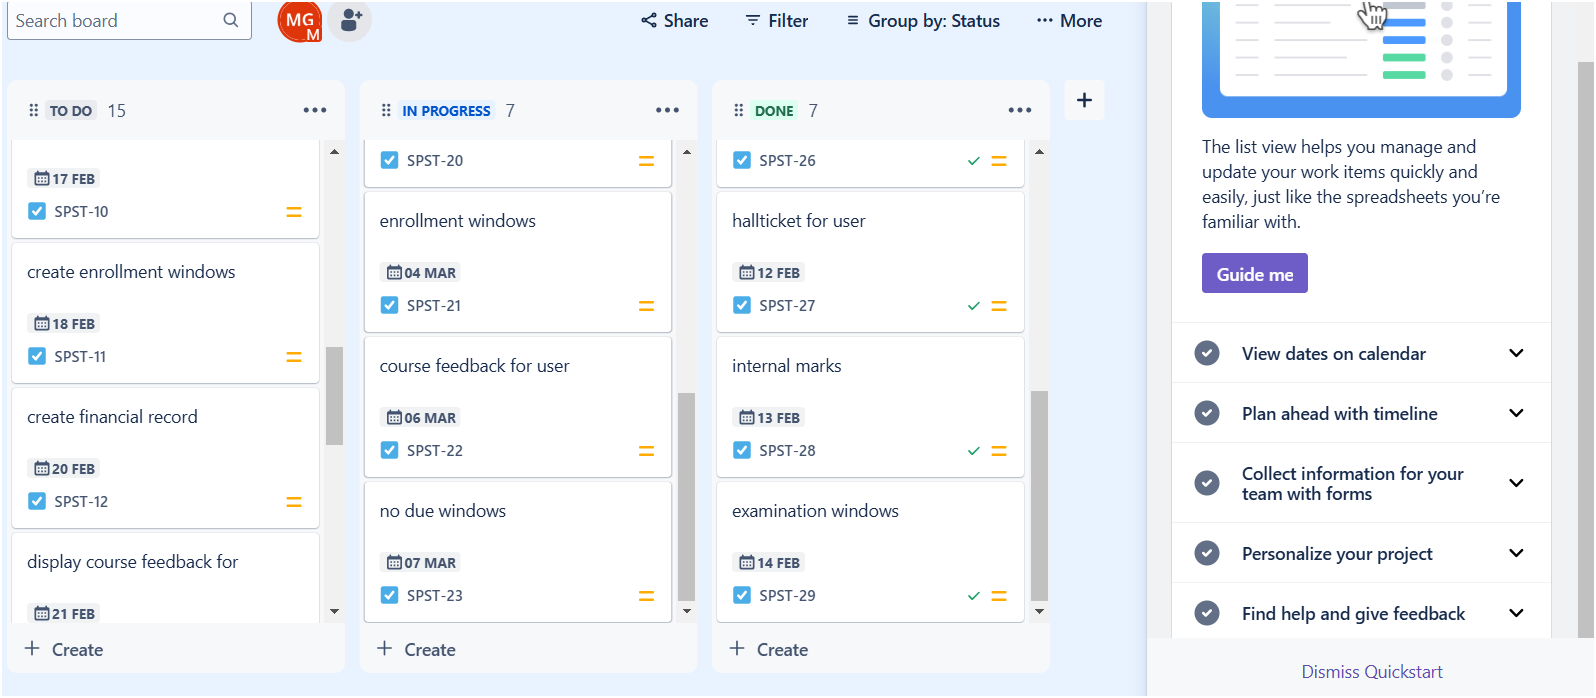 Search board
MG
M
Share
Filter
Group by: Status
More
TO DO 15
17 FEB
SPST-10
create enrollment windows
18 FEB
SPST-11
create financial record
20 FEB
SPST-12
display course feedback for
21 FEB
Create
IN PROGRESS 7
SPST-20
enrollment windows
04 MAR
SPST-21
course feedback for user
06 MAR
SPST-22
no due windows
07 MAR
SPST-23
Create
DONE 7
SPST-26
hallticket for user
12 FEB
SPST-27
internal marks
13 FEB
SPST-28
examination windows
14 FEB
SPST-29
Create
The list view helps you manage and
update your work items quickly and
easily, just like the spreadsheets you’re
familiar with.
Guide me
View dates on calendar
Plan ahead with timeline
Collect information for your
team with forms
Personalize your project
Find help and give feedback
Dismiss Quickstart